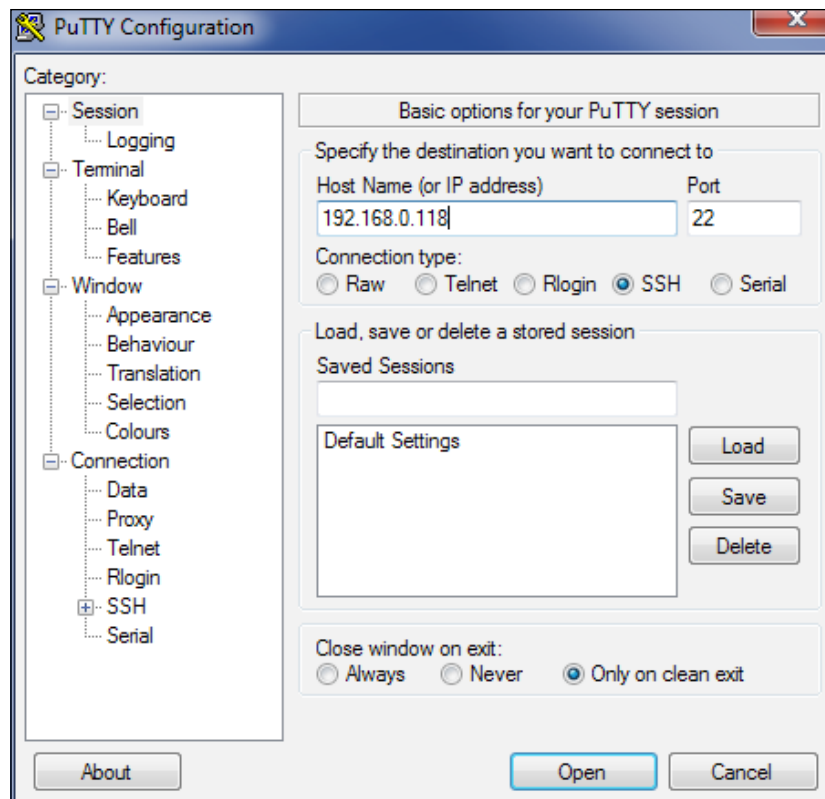 PuTTY Configuration
Category:
Session
Logging
Terminal
Keyboard
Bell
Features
Window
Appearance
Behaviour
Translation
Selection
Colours
Connection
Data
Proxy
Telnet
Rlogin
SSH
Serial
Basic options for your PuTTY session
Specify the destination you want to connect to
Host Name (or IP address) Port
192.168.0.118 22
Connection type:
Raw Telnet Rlogin SSH Serial
Load, save or delete a stored session
Saved Sessions
Default Settings
Load
Save
Delete
Close window on exit:
Always Never Only on clean exit
About Open Cancel